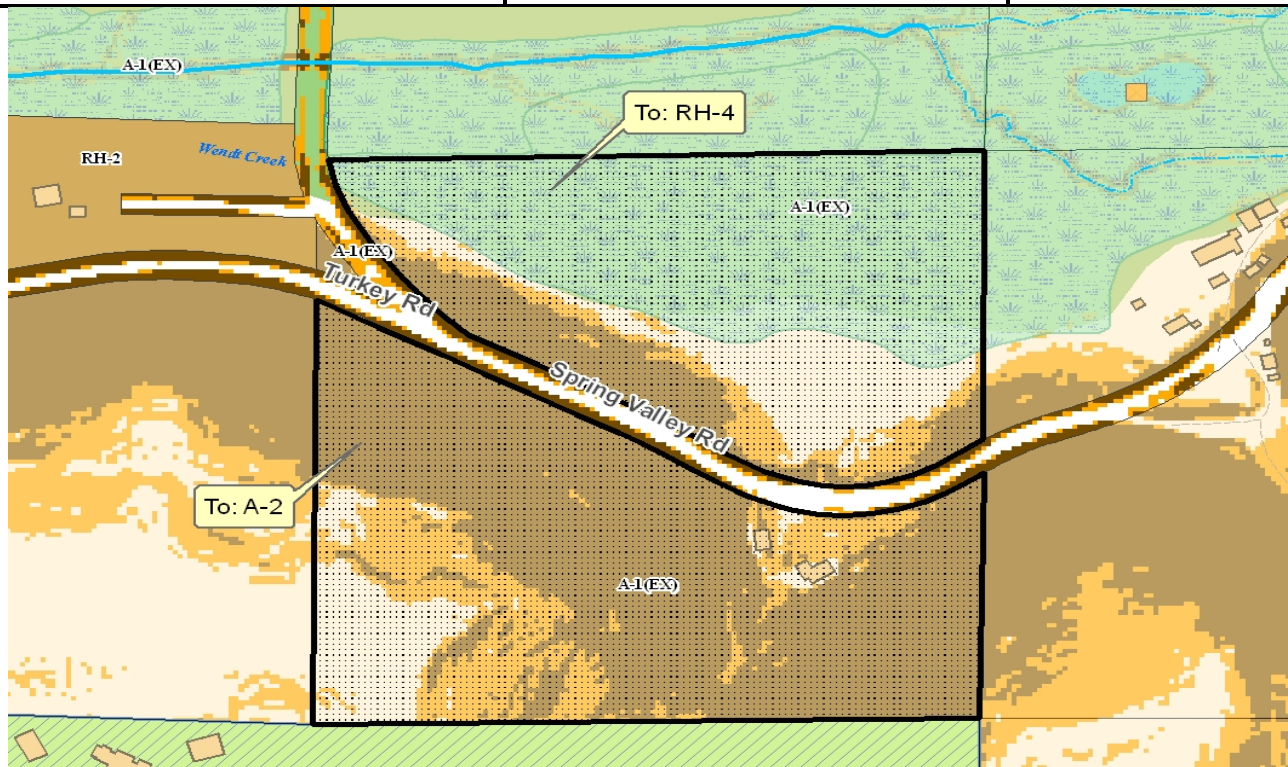 A-1(EX)
To: RH-4
RH-2
Wendt Creek
A-1(EX)
A-1(EX)
Turkey Rd
Spring Valley Rd
To: A-2
A-1(EX)